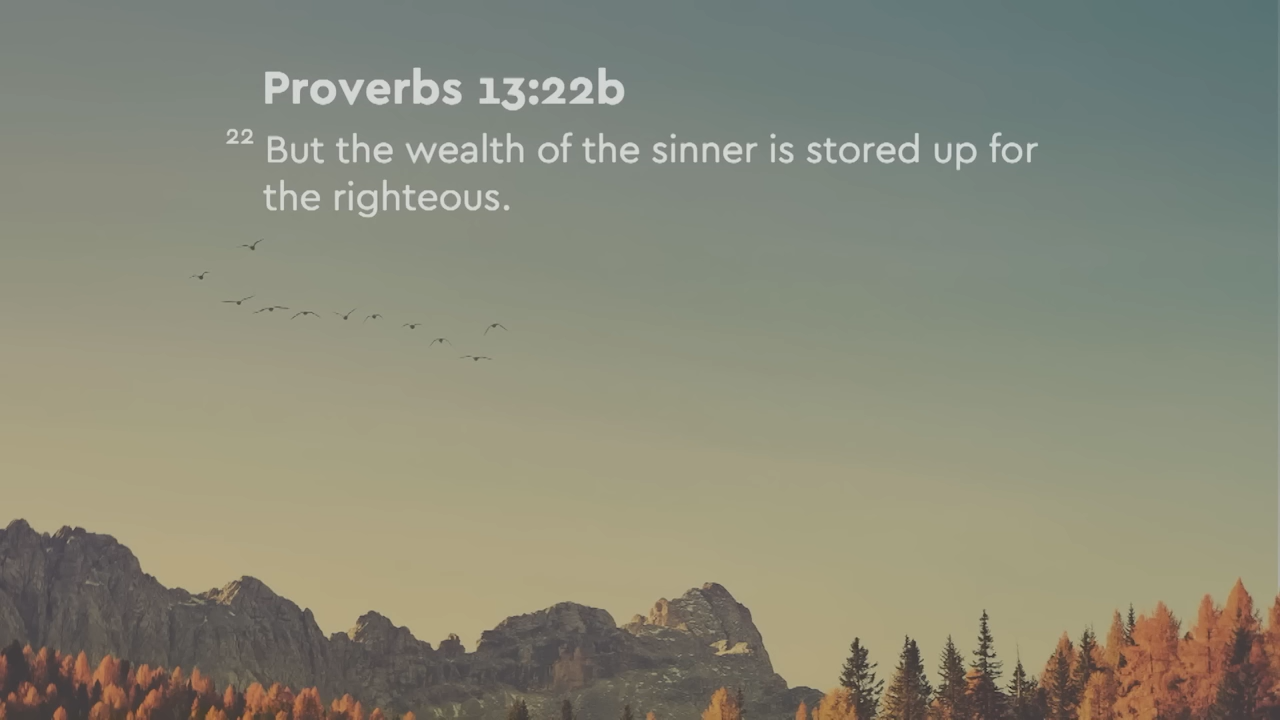 Proverbs 13:22b
22 But the wealth of the sinner is stored up for
the righteous.